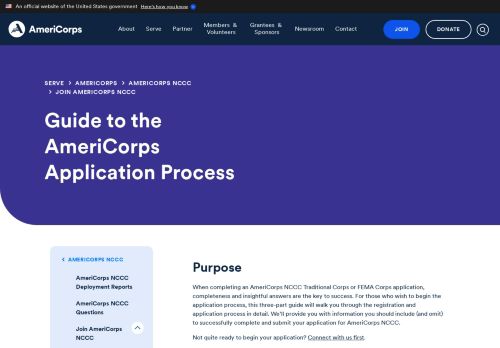 An official website of the United States government Here's how you know
AmeriCorps
About Serve Partner Members & Volunteers Grantees & Sponsors Newsroom Contact JOIN DONATE
SERVE > AMERICORPS > AMERICORPS NCCC
> JOIN AMERICORPS NCCC
Guide to the
AmeriCorps
Application Process
< AMERICORPS NCCC
AmeriCorps NCCC
Deployment Reports
AmeriCorps NCCC
Questions
Join AmeriCorps
NCCC
Purpose
When completing an AmeriCorps NCCC Traditional Corps or FEMA Corps application,
completeness and insightful answers are the key to success. For those who wish to begin the
application process, this three-part guide will walk you through the registration and
application process in detail. We'll provide you with information you should include (and omit)
to successfully complete and submit your application for AmeriCorps NCCC.
Not quite ready to begin your application? Connect with us first.